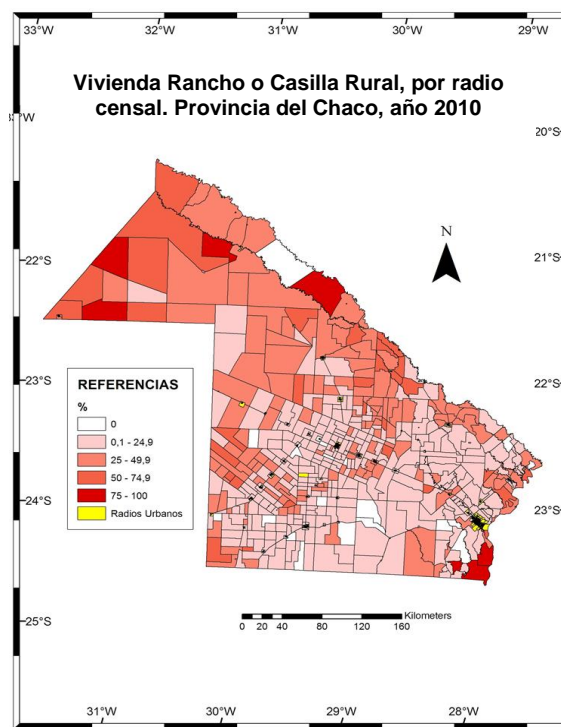 33°W 32°W 31°W 30°W 29°W
Vivienda Rancho o Casilla Rural, por radio
censal. Provincia del Chaco, año 2010
20°S
N
22°S
21°S
23°S
22°S
REFERENCIAS
%
0
0,1 - 24,9
25 - 49,9
50 - 74,9
75 - 100
Radios Urbanos
24°S
23°S
Kilometers
0 20 40 80 120 160
25°S
31°W 30°W 29°W 28°W